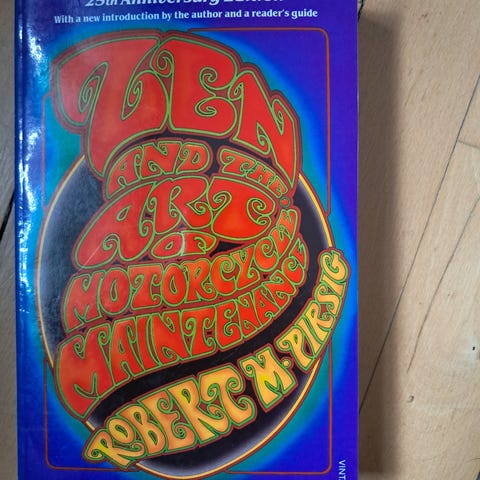 25th Anniversary Edition
With a new introduction by the author and a reader's guide
ZEN
AND THE
ART
OF
MOTORCYCLE
MAINTENANCE
ROBERT M. PIRSIG
VINTA